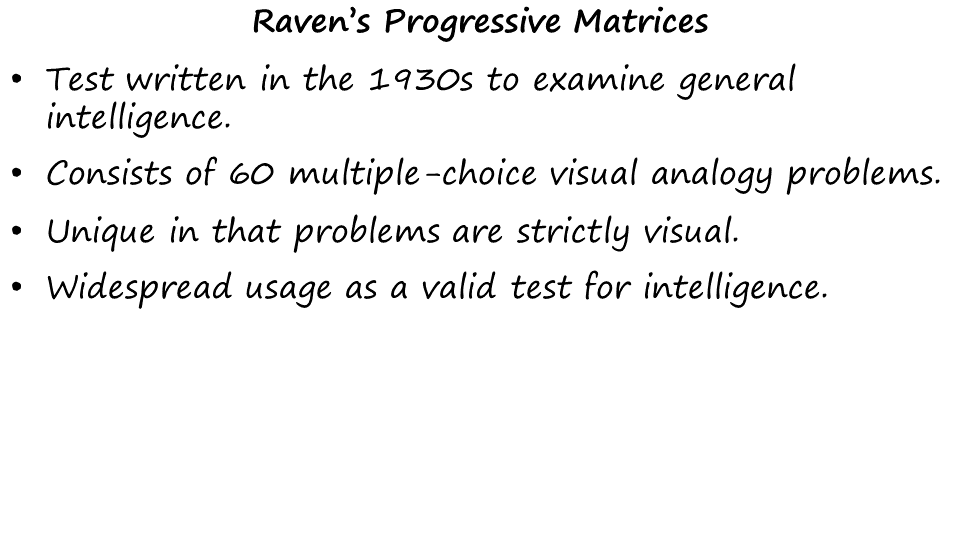 Raven’s Progressive Matrices
• Test written in the 1930s to examine general
intelligence.
• Consists of 60 multiple-choice visual analogy problems.
• Unique in that problems are strictly visual.
• Widespread usage as a valid test for intelligence.